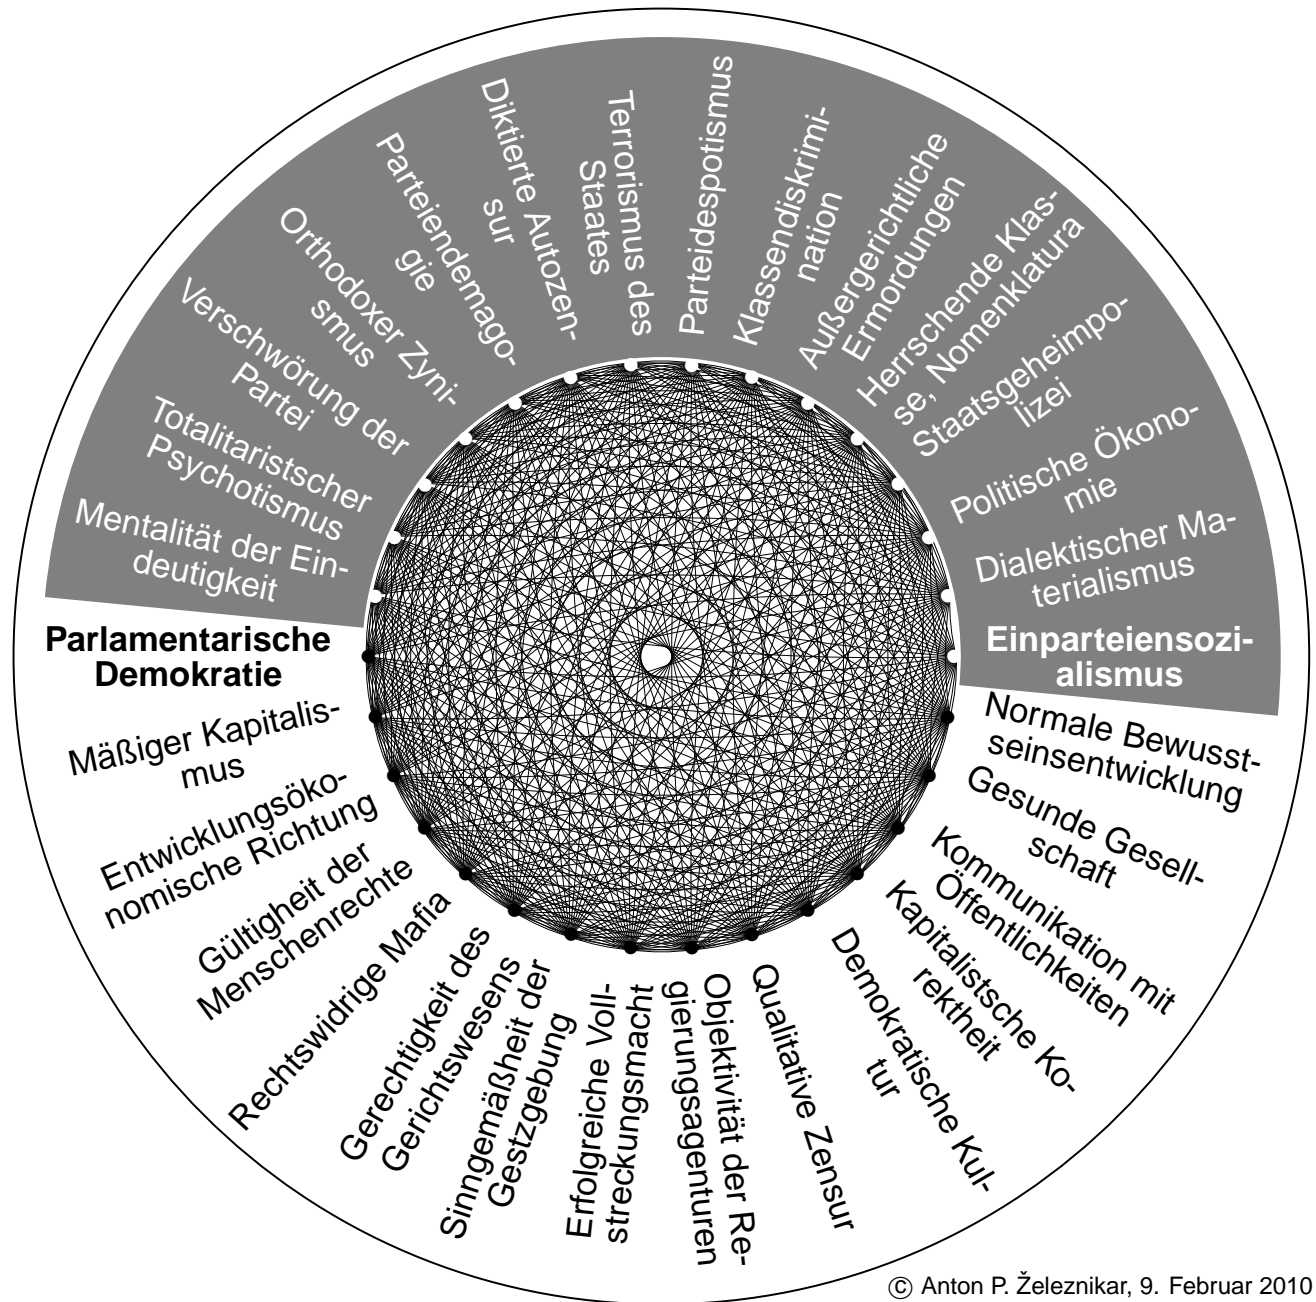 Parlamentarische
Demokratie
Mentalität der Ein-
deutigkeit
Totalitaristscher
Psychotismus
Verschwörung der
Partei
Orthodoxer Zyni-
smus
Parteiendemago-
gie
Diktierte Autozen-
sur
Terrorismus des
Staates
Parteidespotismus
Klassendiskrimi-
nation
Außergerichtliche
Ermordungen
Herrschende Klas-
se, Nomenklatura
Staatsgeheimpo-
lizei
Politische Ökono-
mie
Dialektischer Ma-
terialismus
Einparteiensozi-
alismus
Normale Bewusst-
seinsentwicklung
Gesunde Gesell-
schaft
Kommunikation mit
Öffentlichkeiten
Kapitalistsche Ko-
rektheit
Demokratische Kul-
tur
Qualitative Zensur
Objektivität der Re-
gierungsagenturen
Erfolgreiche Voll-
streckungsmacht
Sinngemäßheit der
Gestzgebung
Gerechtigkeit des
Gerichtswesens
Rechtswidrige Mafia
Gültigheit der
Menschenrechte
Entwicklungsöko-
nomische Richtung
Mäßiger Kapitalis-
mus
© Anton P. Železnikar, 9. Februar 2010